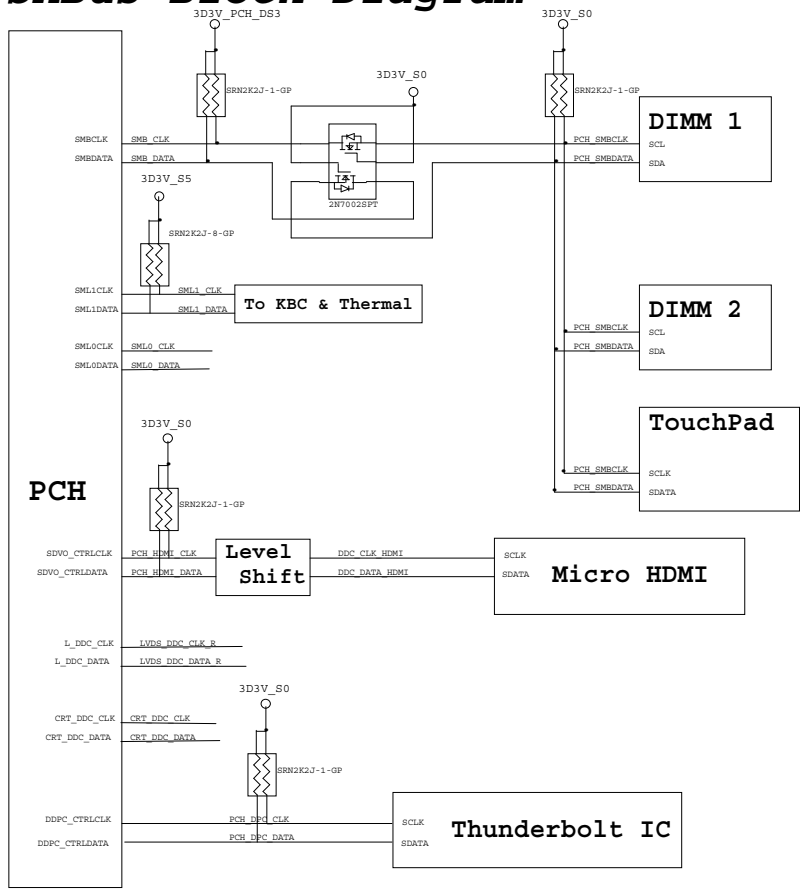 SMBus Block Diagram
3D3V_PCH_DS3
3D3V_S0
SRN2K2J-1-GP
3D3V_S0
SRN2K2J-1-GP
DIMM 1
SMBCLK
SMB_CLK
PCH_SMBCLK
SCL
SMBDATA
SMB_DATA
PCH_SMBDATA
SDA
3D3V_S5
2N7002SPT
SRN2K2J-8-GP
SML1CLK
SML1_CLK
SML1DATA
SML1_DATA
To KBC & Thermal
DIMM 2
PCH_SMBCLK
SCL
PCH_SMBDATA
SDA
SML0CLK
SML0_CLK
SML0DATA
SML0_DATA
TouchPad
PCH_SMBCLK
SCLK
PCH_SMBDATA
SDATA
3D3V_S0
PCH
SRN2K2J-1-GP
SDVO_CTRLCLK
PCH_HDMI_CLK
Level
Shift
DDC_CLK_HDMI
SCLK
SDVO_CTRLDATA
PCH_HDMI_DATA
DDC_DATA_HDMI
SDATA
Micro HDMI
L_DDC_CLK
LVDS_DDC_CLK_R
L_DDC_DATA
LVDS_DDC_DATA_R
3D3V_S0
CRT_DDC_CLK
CRT_DDC_CLK
CRT_DDC_DATA
CRT_DDC_DATA
SRN2K2J-1-GP
DDPC_CTRLCLK
PCH_DPC_CLK
SCLK
DDPC_CTRLDATA
PCH_DPC_DATA
SDATA
Thunderbolt IC